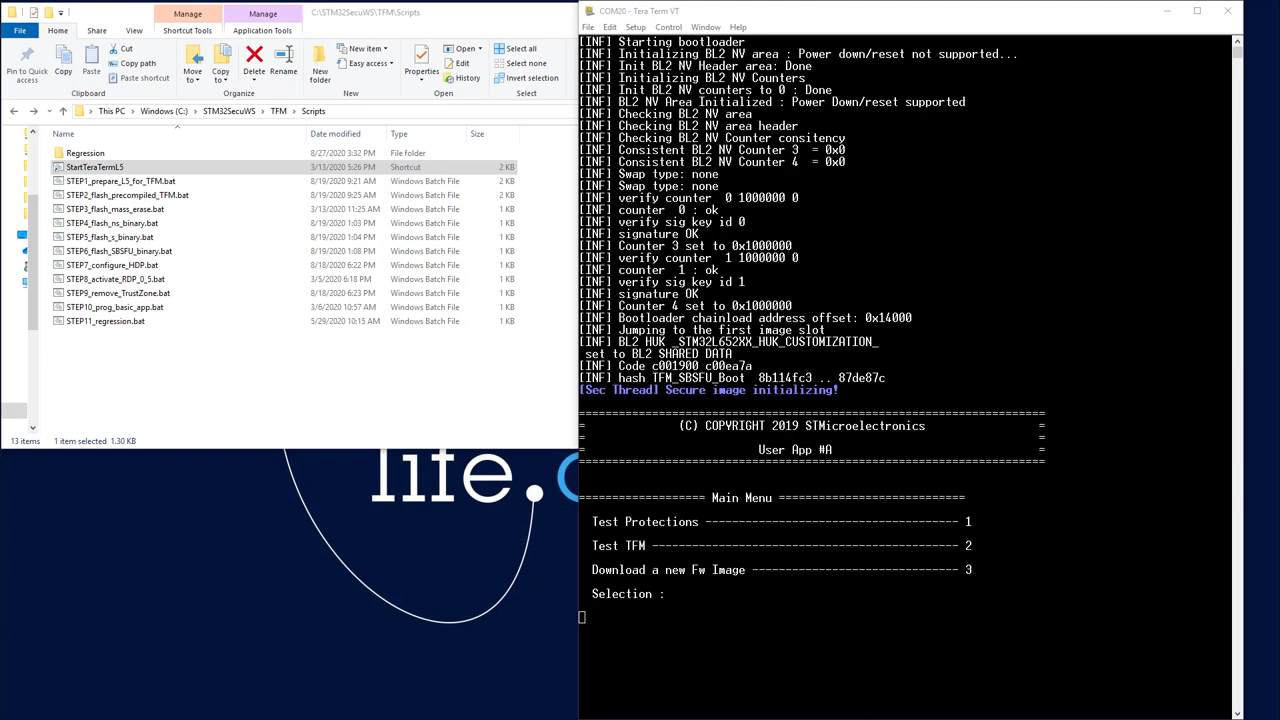 Manage
Manage
C:\STM32SecuWS\TFM\Scripts
File
Home
Share
View
Shortcut Tools
Application Tools
Pin to Quick access
Copy
Paste
Cut
Copy path
Paste shortcut
Clipboard
Move to
Copy to
Delete
Rename
Organize
New folder
New item
Easy access
New
Properties
Open
Edit
History
Open
Select all
Select none
Invert selection
Select
This PC > Windows (C:) > STM32SecuWS > TFM > Scripts
Name Date modified Type Size
Regression 8/27/2020 3:32 PM File folder
StartTeraTermL5 3/13/2020 5:26 PM Shortcut 2 KB
STEP1_prepare_L5_for_TFM.bat 8/19/2020 9:21 AM Windows Batch File 2 KB
STEP2_flash_precompiled_TFM.bat 8/19/2020 9:25 AM Windows Batch File 2 KB
STEP3_flash_mass_erase.bat 3/13/2020 11:25 AM Windows Batch File 1 KB
STEP4_flash_ns_binary.bat 8/19/2020 1:03 PM Windows Batch File 1 KB
STEP5_flash_s_binary.bat 8/19/2020 1:04 PM Windows Batch File 1 KB
STEP6_flash_SBSFU_binary.bat 8/19/2020 1:08 PM Windows Batch File 1 KB
STEP7_configure_HDP.bat 8/18/2020 6:22 PM Windows Batch File 1 KB
STEP8_activate_RDP_0_5.bat 3/5/2020 6:18 PM Windows Batch File 1 KB
STEP9_remove_TrustZone.bat 8/18/2020 6:23 PM Windows Batch File 1 KB
STEP10_prog_basic_app.bat 3/6/2020 10:57 AM Windows Batch File 1 KB
STEP11_regression.bat 5/29/2020 10:15 AM Windows Batch File 1 KB
13 items 1 item selected 1.30 KB
life.
COM20 - Tera Term VT
File Edit Setup Control Window Help
[INF] Starting bootloader
[INF] Initializing BL2 NV area : Power down/reset not supported...
[INF] Init BL2 NV Header area: Done
[INF] Initializing BL2 NV Counters
[INF] Init BL2 NV counters to 0 : Done
[INF] BL2 NV Area Initialized : Power Down/reset supported
[INF] Checking BL2 NV area
[INF] Checking BL2 NV area header
[INF] Checking BL2 NV Counter consitency
[INF] Consistent BL2 NV Counter 3  = 0x0
[INF] Consistent BL2 NV Counter 4  = 0x0
[INF] Swap type: none
[INF] Swap type: none
[INF] verify counter  0 1000000 0
[INF] counter  0 : ok
[INF] verify sig key id 0
[INF] signature OK
[INF] Counter 3 set to 0x1000000
[INF] verify counter  1 1000000 0
[INF] counter  1 : ok
[INF] verify sig key id 1
[INF] signature OK
[INF] Counter 4 set to 0x1000000
[INF] Bootloader chainload address offset: 0x14000
[INF] Jumping to the first image slot
[INF] BL2 HUK _STM32L652XX_HUK_CUSTOMIZATION_
set to BL2 SHARED DATA
[INF] Code c001900 c00ea7a
[INF] hash TFM_SBSFU_Boot  8b114fc3 .. 87de87c
[Sec Thread] Secure image initializing!
======================================================================
= (C) COPYRIGHT 2019 STMicroelectronics =
= =
= User App #A =
======================================================================
=================== Main Menu ============================
Test Protections -------------------------------------- 1
Test TFM ---------------------------------------------- 2
Download a new Fw Image ------------------------------- 3
Selection :